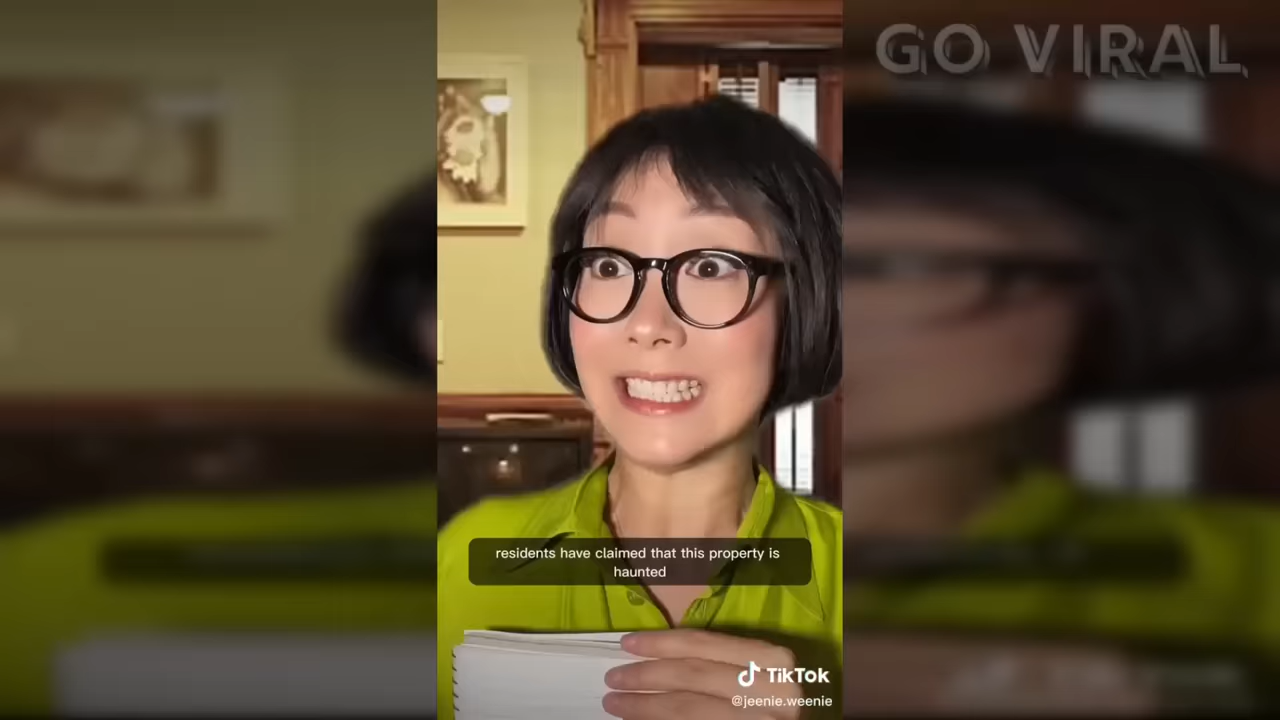 GO VIRAL
residents have claimed that this property is
haunted
TikTok
@jeenie.weenie